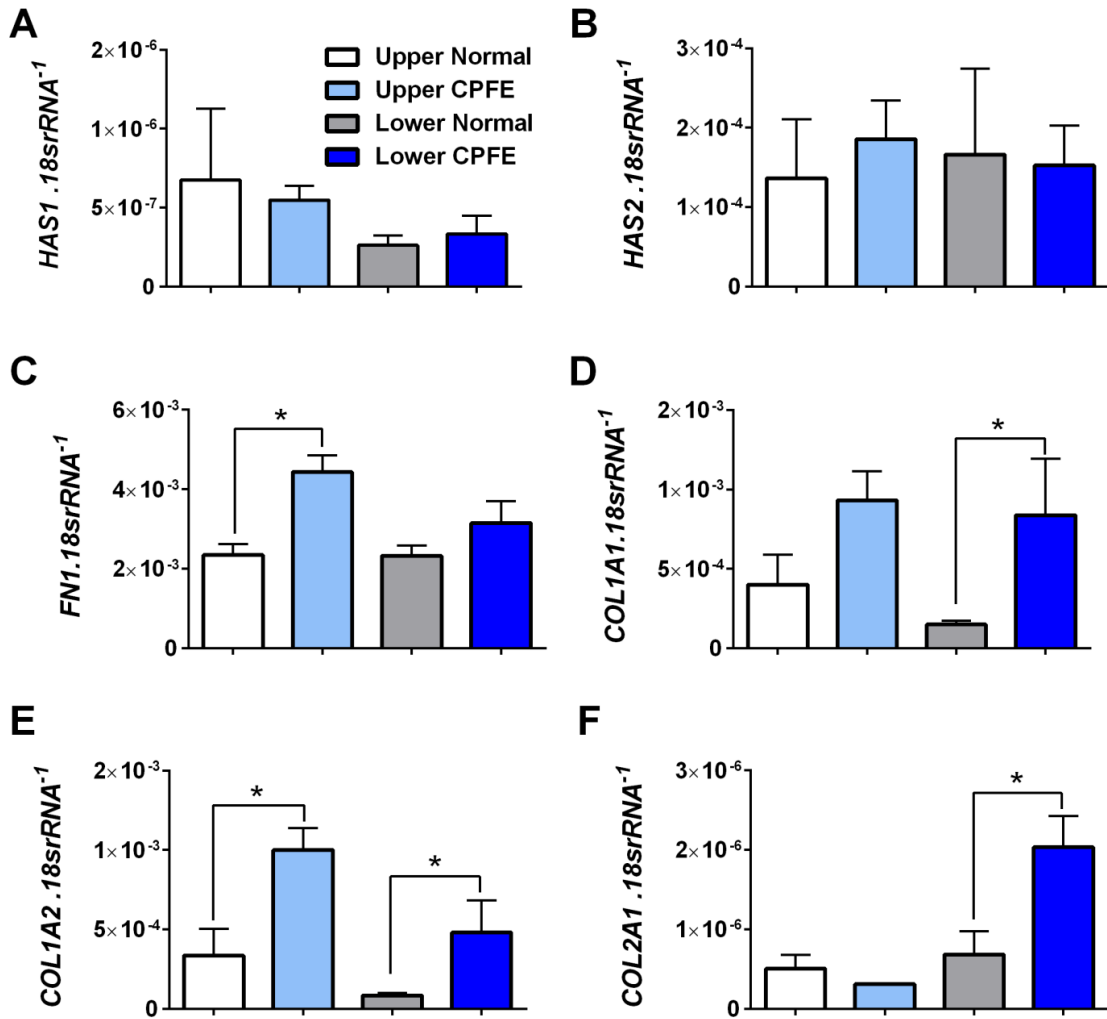 A
HAS1 .18srRNA⁻¹
2×10⁻⁶
1×10⁻⁶
5×10⁻⁷
0
Upper Normal
Upper CPFE
Lower Normal
Lower CPFE
B
HAS2 .18srRNA⁻¹
3×10⁻⁴
2×10⁻⁴
1×10⁻⁴
0
C
FN1.18srRNA⁻¹
6×10⁻³
4×10⁻³
2×10⁻³
0
*
D
COL1A1.18srRNA⁻¹
2×10⁻³
1×10⁻³
5×10⁻⁴
0
*
E
COL1A2 .18srRNA⁻¹
2×10⁻³
1×10⁻³
5×10⁻⁴
0
*
*
F
COL2A1 .18srRNA⁻¹
3×10⁻⁶
2×10⁻⁶
1×10⁻⁶
0
*